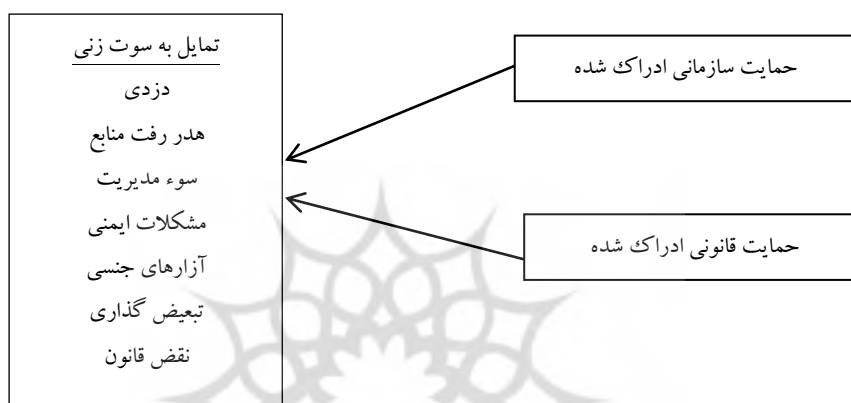 تمایل به سوت زنی
دزدی
هدر رفت منابع
سوء مدیریت
مشکلات ایمنی
آزارهای جنسی
تبعیض گذاری
نقض قانون
حمایت سازمانی ادراک شده
حمایت قانونی ادراک شده